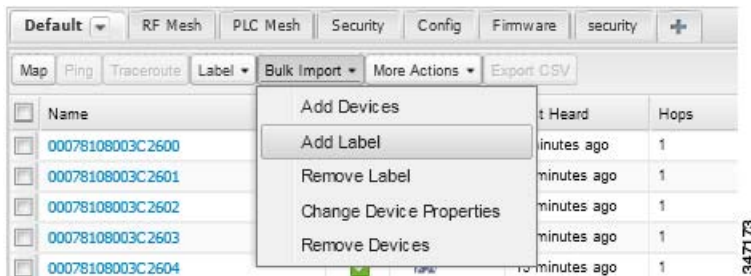 Default RF Mesh PLC Mesh Security Config Firmware security +
Map Ping Traceroute Label Bulk Import More Actions Export CSV
Name t Heard Hops
Add Devices
Add Label
Remove Label
Change Device Properties
Remove Devices
00078108003C2600 minutes ago 1
00078108003C2601 minutes ago 1
00078108003C2602 minutes ago 1
00078108003C2603 minutes ago 1
00078108003C2604 minutes ago 1
347173